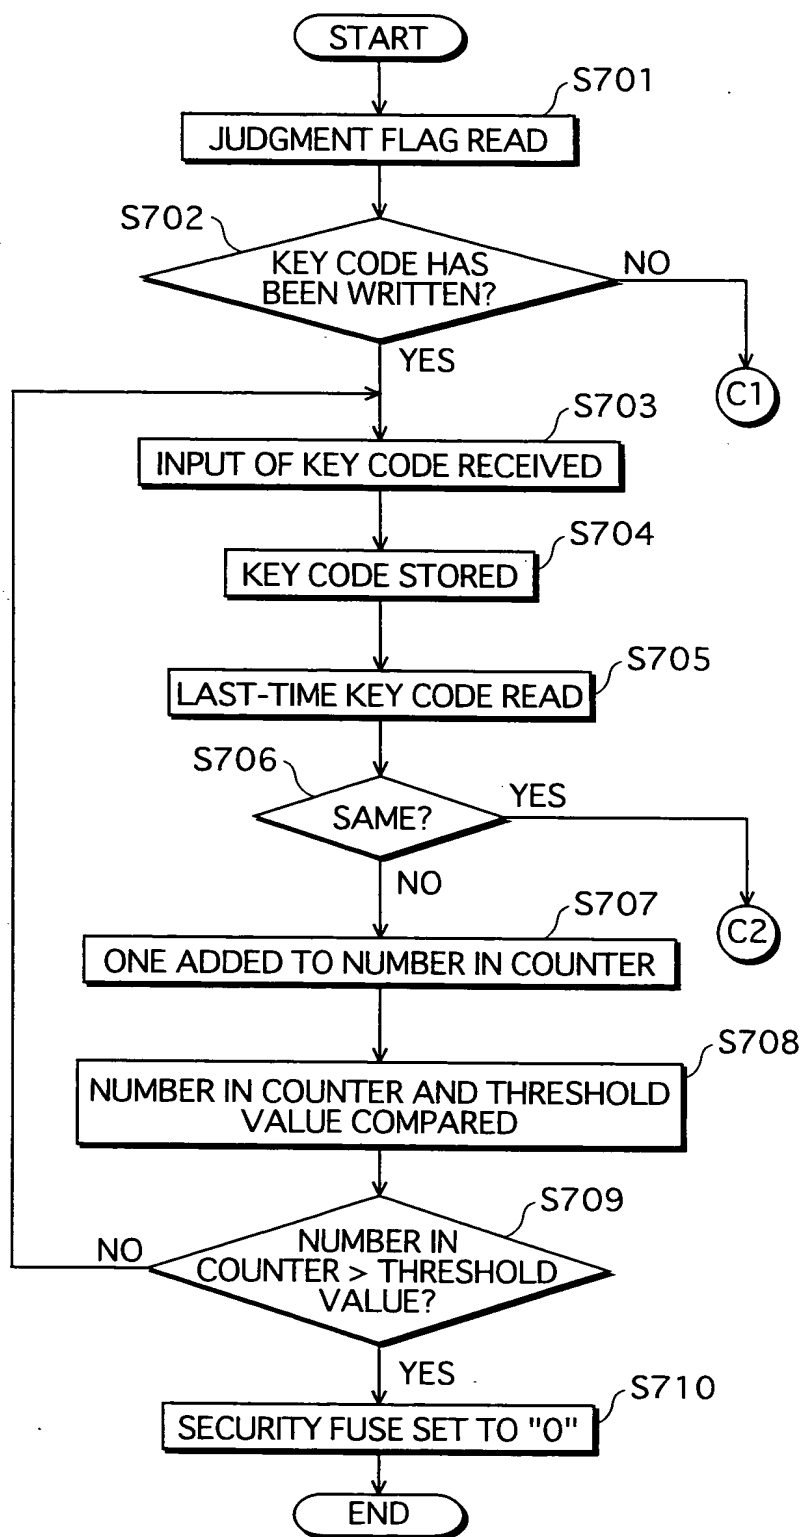 START
S701
JUDGMENT FLAG READ
S702
KEY CODE HAS
BEEN WRITTEN?
NO
YES
C1
S703
INPUT OF KEY CODE RECEIVED
S704
KEY CODE STORED
S705
LAST-TIME KEY CODE READ
S706
SAME?
YES
NO
C2
S707
ONE ADDED TO NUMBER IN COUNTER
S708
NUMBER IN COUNTER AND THRESHOLD
VALUE COMPARED
S709
NUMBER IN
COUNTER > THRESHOLD
VALUE?
NO
YES
S710
SECURITY FUSE SET TO "0"
END